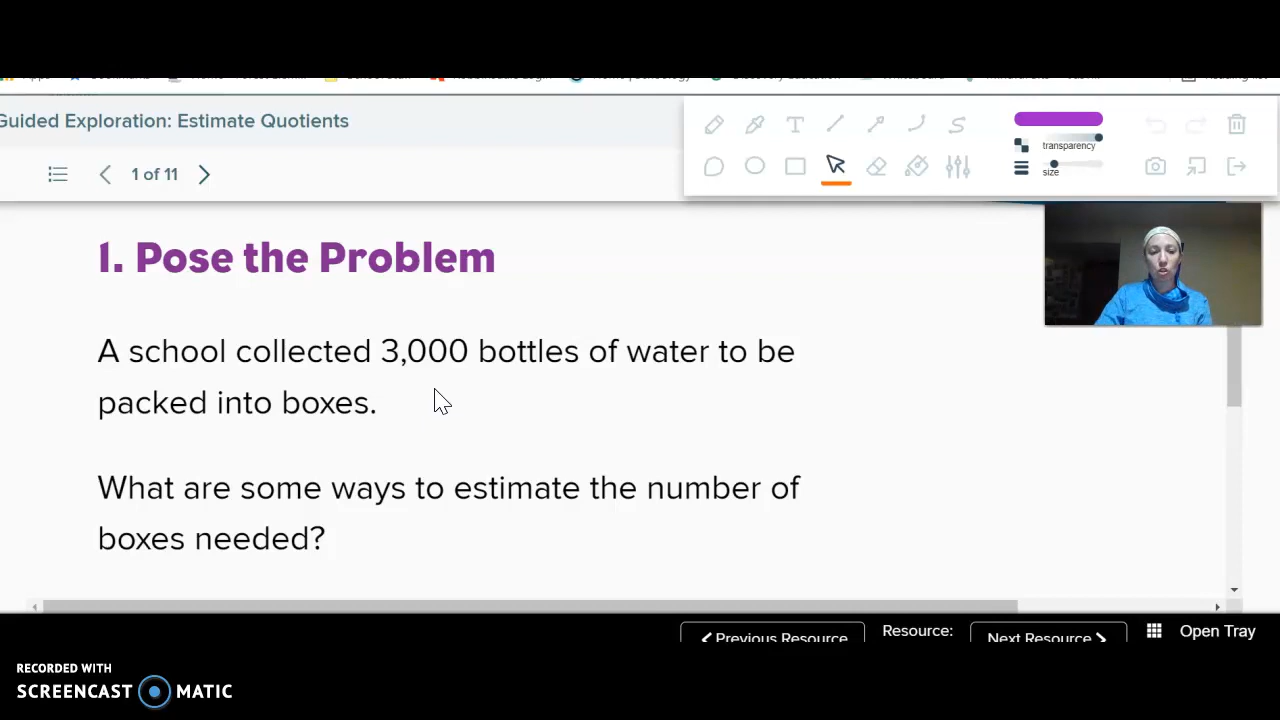 Guided Exploration: Estimate Quotients
1 of 11
T
transparency
size
1. Pose the Problem
A school collected 3,000 bottles of water to be
packed into boxes.
What are some ways to estimate the number of
boxes needed?
Previous Resource
Resource:
Next Resource
Open Tray
RECORDED WITH
SCREENCAST MATIC